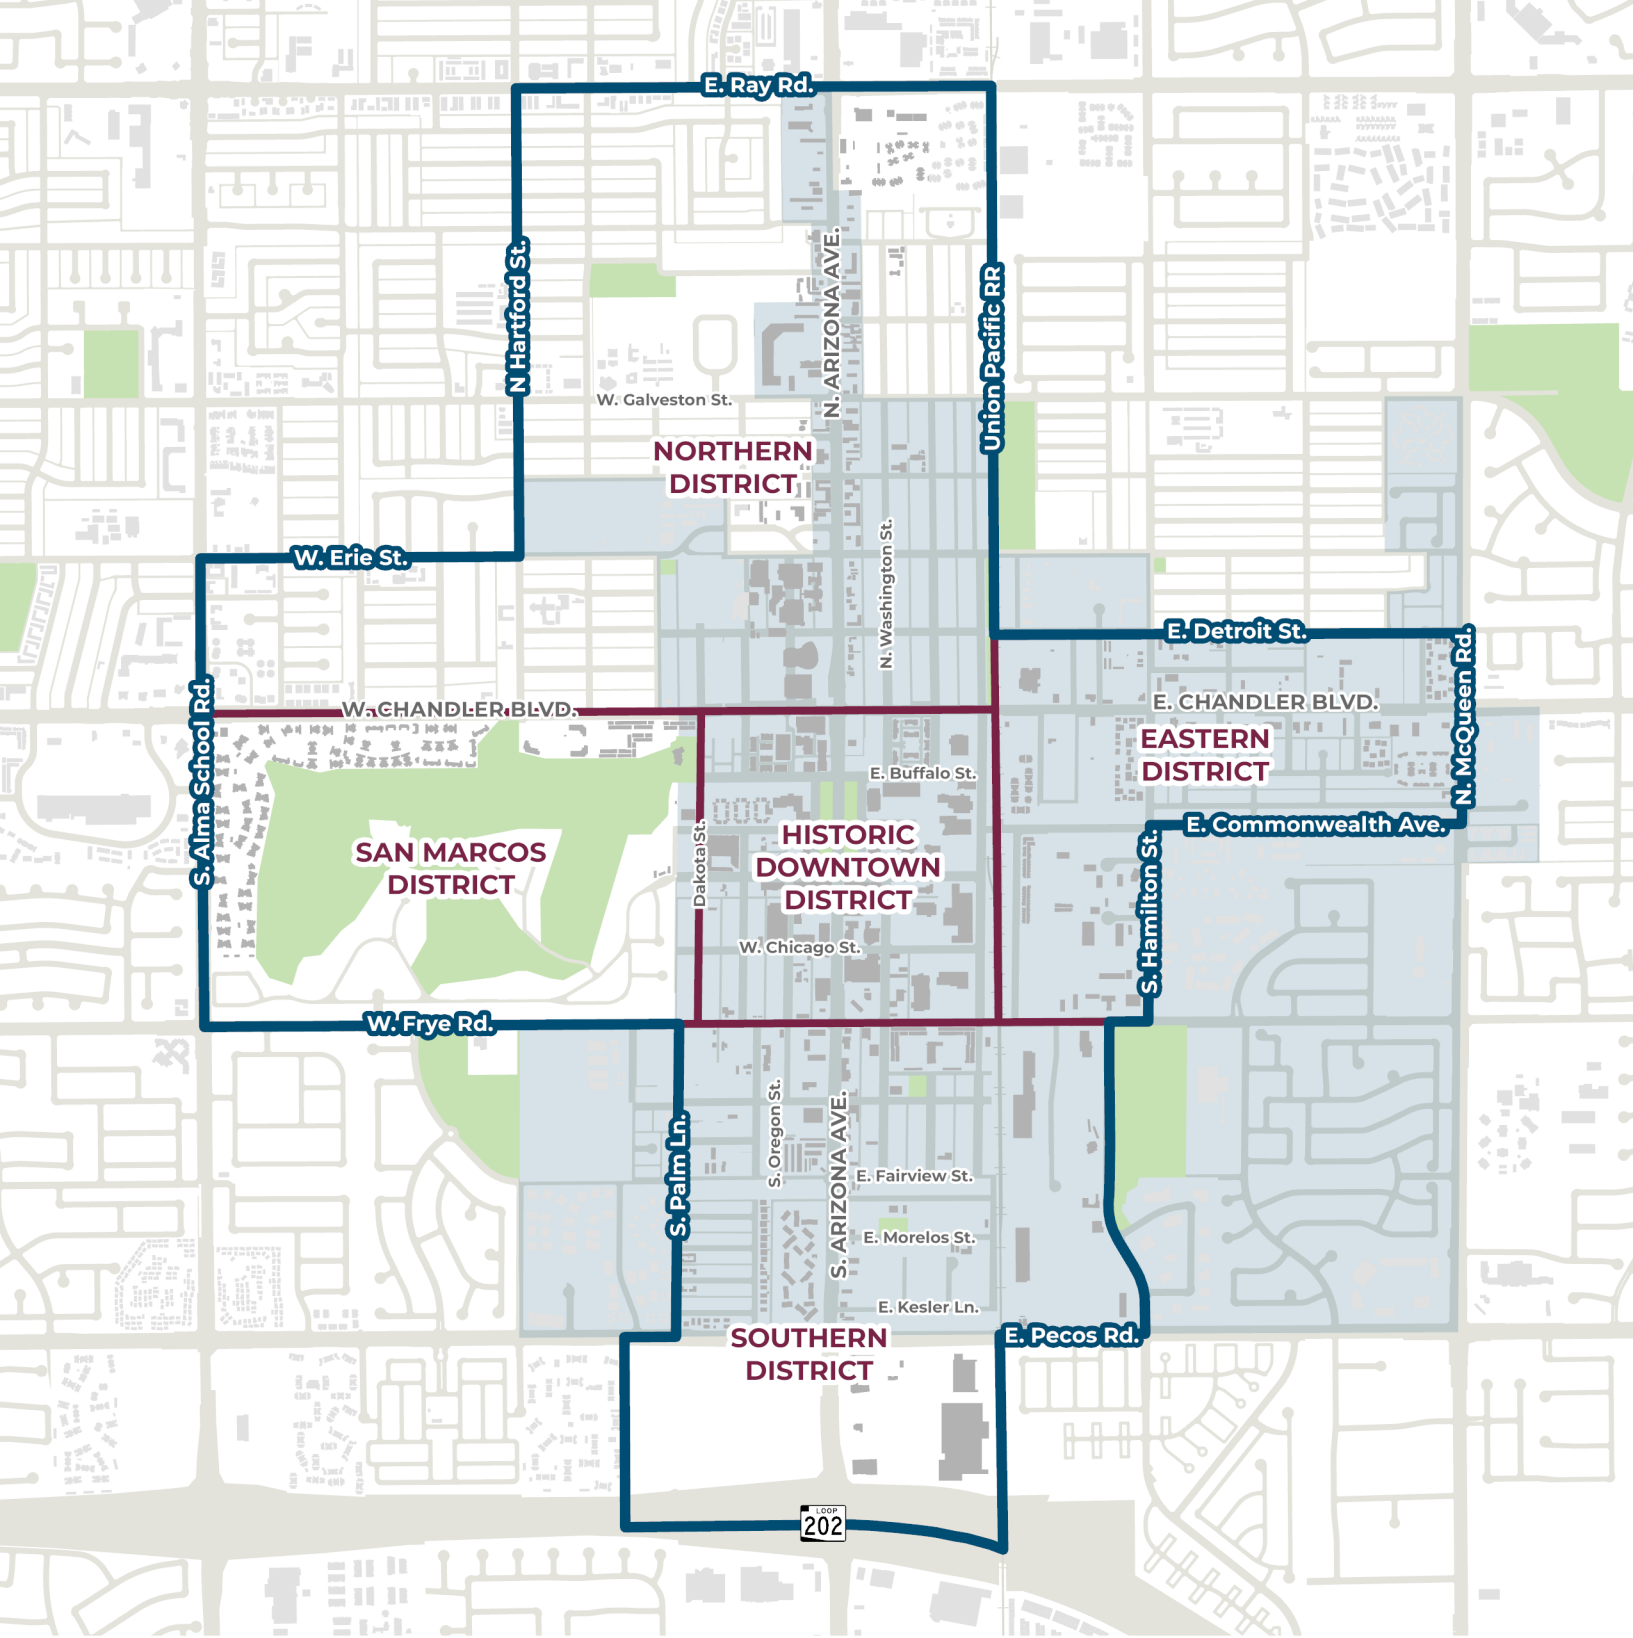 E. Ray Rd.
N. ARIZONA AVE.
N Hartford St.
Union Pacific RR
W. Galveston St.
NORTHERN
DISTRICT
N. Washington St.
W. Erie St.
E. Detroit St.
N. McQueen Rd.
S. Alma School Rd.
W. CHANDLER BLVD.
E. CHANDLER BLVD.
EASTERN
DISTRICT
E. Buffalo St.
E. Commonwealth Ave.
Dakota St.
HISTORIC
DOWNTOWN
DISTRICT
SAN MARCOS
DISTRICT
S. Hamilton St.
W. Chicago St.
W. Frye Rd.
S. Oregon St.
S. ARIZONA AVE.
S. Palm Ln.
E. Fairview St.
E. Morelos St.
E. Kesler Ln.
SOUTHERN
DISTRICT
E. Pecos Rd.
LOOP
202